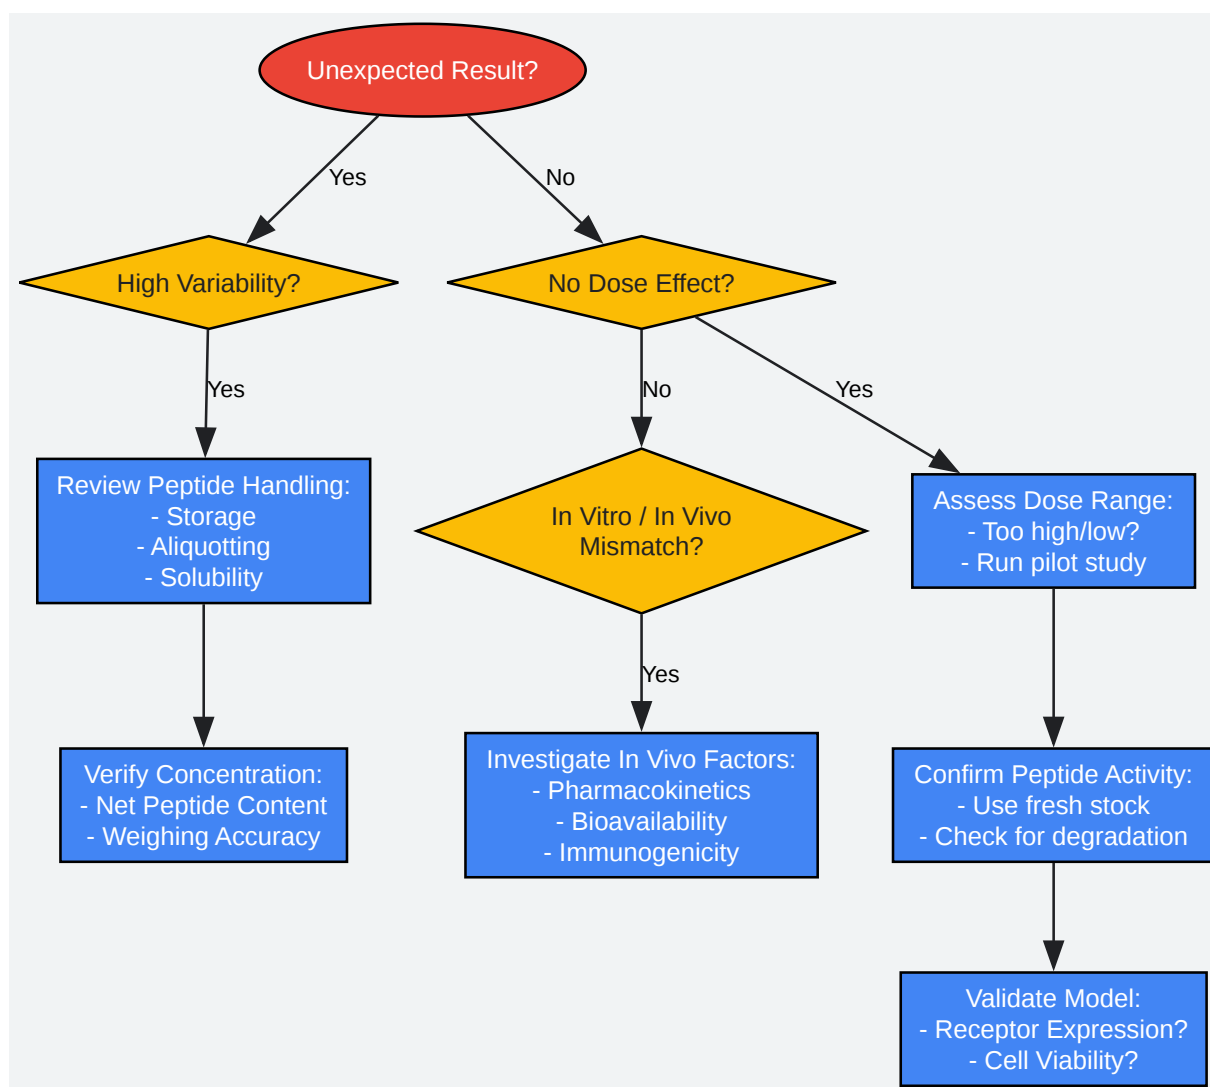 Unexpected Result?
Yes
No
High Variability?
No Dose Effect?
Yes
No
Yes
Review Peptide Handling:
- Storage
- Aliquotting
- Solubility
In Vitro / In Vivo
Mismatch?
Assess Dose Range:
- Too high/low?
- Run pilot study
Yes
Verify Concentration:
- Net Peptide Content
- Weighing Accuracy
Investigate In Vivo Factors:
- Pharmacokinetics
- Bioavailability
- Immunogenicity
Confirm Peptide Activity:
- Use fresh stock
- Check for degradation
Validate Model:
- Receptor Expression?
- Cell Viability?